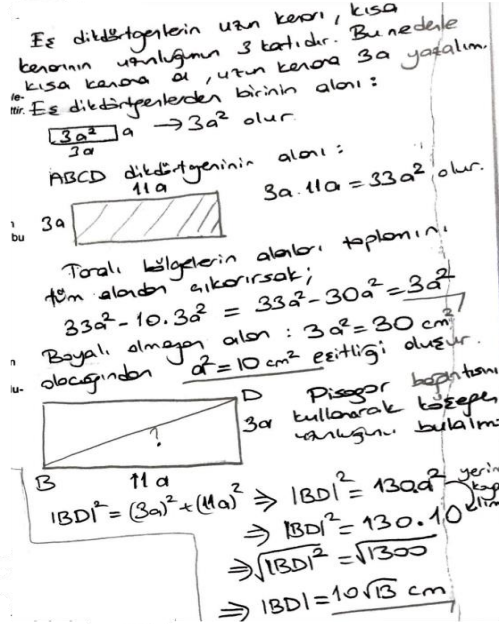 Eş dikdörtgenlerin uzun kenarı, kısa
kenarının uzunluğunun 3 katıdır. Bu nedenle
kısa kenara a, uzun kenara 3a yazalım.
Eş dikdörtgenlerden birinin alanı:
3a² a → 3a² olur
3a
ABCD dikdörtgeninin alanı:
11a
3a
3a.11a = 33a² olur.
bu
Toralı bölgelerin alanları toplamını
tüm alandan çıkarırsak;
33a² - 10.3a² = 33a² - 30a² = 3a²
Boyalı olmayan alan: 3a² = 30 cm²
olacağından a² = 10 cm² eşitliği oluşur.
D
Pisagor bağıntısını
3a kullanarak köşegen
? uzunluğunu bulalım
B 11a
|BD|² = (3a)² + (11a)² ⇒ |BD|² = 130a²
⇒ |BD|² = 130.10
⇒ √|BD|² = √1300
⇒ |BD| = 10√13 cm